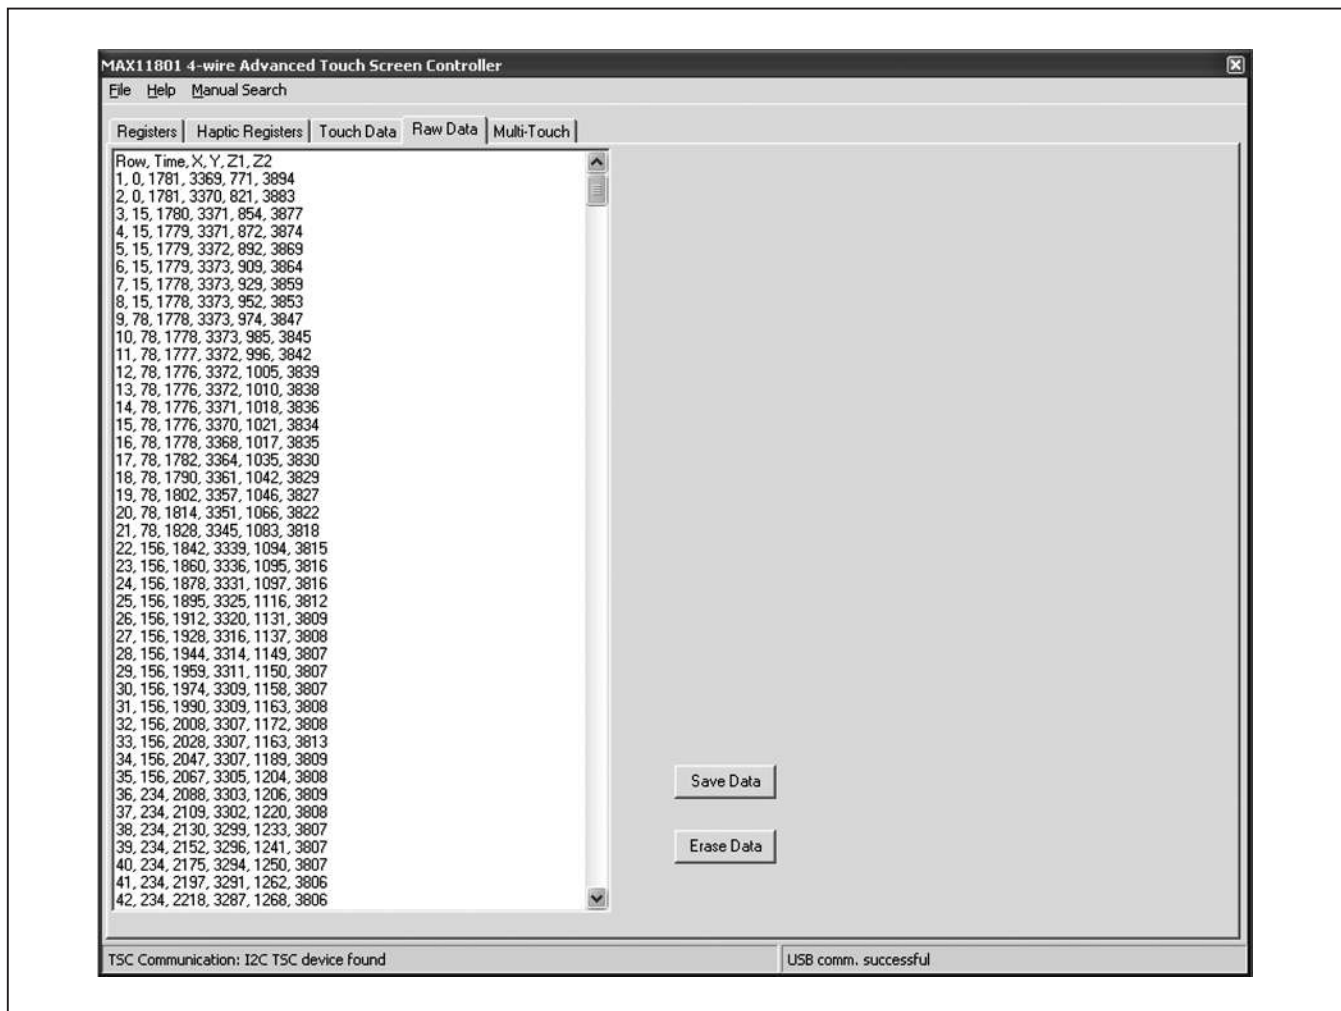 MAX11801 4-wire Advanced Touch Screen Controller
File Help Manual Search
Registers Haptic Registers Touch Data Raw Data Multi-Touch
Row, Time, X, Y, Z1, Z2
1, 0, 1781, 3369, 771, 3894
2, 0, 1781, 3370, 821, 3883
3, 15, 1780, 3371, 854, 3877
4, 15, 1779, 3371, 872, 3874
5, 15, 1779, 3372, 892, 3869
6, 15, 1779, 3373, 909, 3864
7, 15, 1778, 3373, 929, 3859
8, 15, 1778, 3373, 952, 3853
9, 78, 1778, 3373, 974, 3847
10, 78, 1778, 3373, 985, 3845
11, 78, 1777, 3372, 996, 3842
12, 78, 1776, 3372, 1005, 3839
13, 78, 1776, 3372, 1010, 3838
14, 78, 1776, 3371, 1018, 3836
15, 78, 1776, 3370, 1021, 3834
16, 78, 1778, 3368, 1017, 3835
17, 78, 1782, 3364, 1035, 3830
18, 78, 1790, 3361, 1042, 3829
19, 78, 1802, 3357, 1046, 3827
20, 78, 1814, 3351, 1066, 3822
21, 78, 1828, 3345, 1083, 3818
22, 156, 1842, 3339, 1094, 3815
23, 156, 1860, 3336, 1095, 3816
24, 156, 1878, 3331, 1097, 3816
25, 156, 1895, 3325, 1116, 3812
26, 156, 1912, 3320, 1131, 3809
27, 156, 1928, 3316, 1137, 3808
28, 156, 1944, 3314, 1149, 3807
29, 156, 1959, 3311, 1150, 3807
30, 156, 1974, 3309, 1158, 3807
31, 156, 1990, 3309, 1163, 3808
32, 156, 2008, 3307, 1172, 3808
33, 156, 2028, 3307, 1163, 3813
34, 156, 2047, 3307, 1189, 3809
35, 156, 2067, 3305, 1204, 3808
36, 234, 2088, 3303, 1206, 3809
37, 234, 2109, 3302, 1220, 3808
38, 234, 2130, 3299, 1233, 3807
39, 234, 2152, 3296, 1241, 3807
40, 234, 2175, 3294, 1250, 3807
41, 234, 2197, 3291, 1262, 3806
42, 234, 2218, 3287, 1268, 3806
Save Data
Erase Data
TSC Communication: I2C TSC device found
USB comm. successful